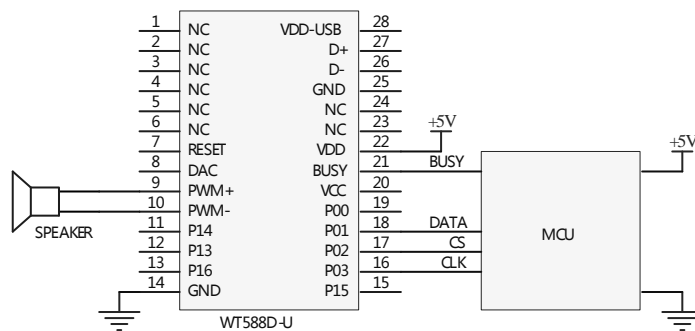 1 NC VDD-USB 28
2 NC D+ 27
3 NC D- 26
4 NC GND 25
5 NC NC 24
6 NC NC 23
7 RESET VDD 22 +5V
8 DAC BUSY 21 BUSY +5V
9 PWM+ VCC 20
10 PWM- P00 19
SPEAKER 11 P14 P01 18 DATA MCU
12 P13 P02 17 CS
13 P16 P03 16 CLK
14 GND P15 15
WT588D-U